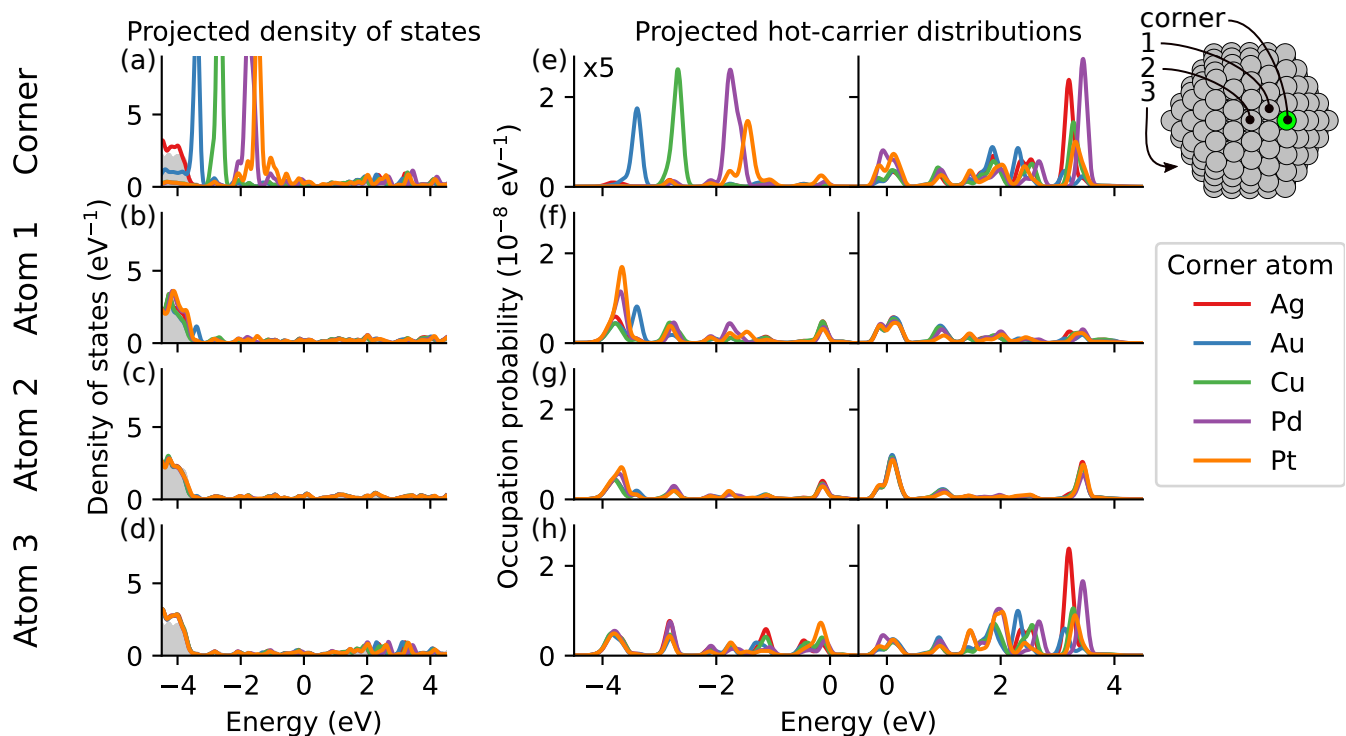 Projected density of states
Projected hot-carrier distributions
corner
1
2
3
Corner
(a)
5
0
(e)
x5
2
0
Atom 1
(b)
5
0
(f)
2
0
Atom 2
(c)
5
0
(g)
2
0
Atom 3
(d)
5
0
(h)
2
0
Density of states (eV⁻¹)
Occupation probability (10⁻⁸ eV⁻¹)
−4 −2 0 2 4
−4 −2 0 0 2 4
Energy (eV)
Energy (eV)
Corner atom
Ag
Au
Cu
Pd
Pt